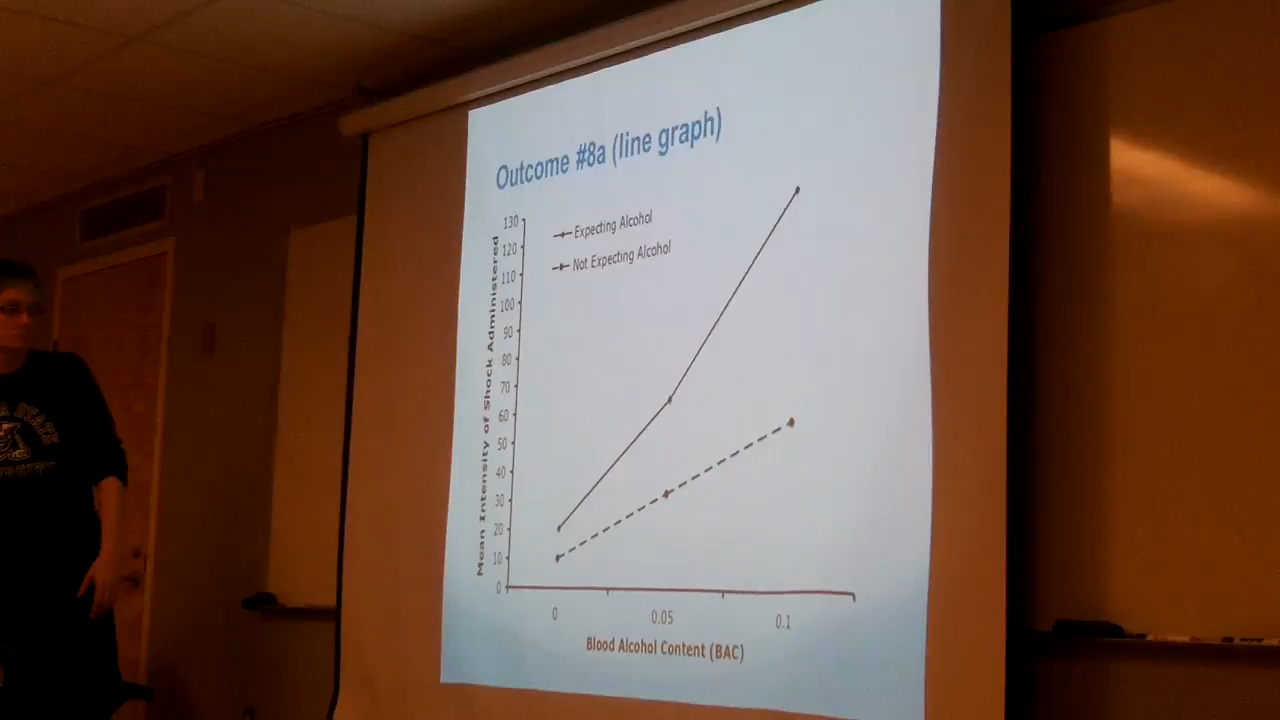 Outcome #8a (line graph)
Expecting Alcohol
Not Expecting Alcohol
Mean Intensity of Shock Administered
130
120
110
100
90
80
70
60
50
40
30
20
10
0
0 0.05 0.1
Blood Alcohol Content (BAC)
STATE